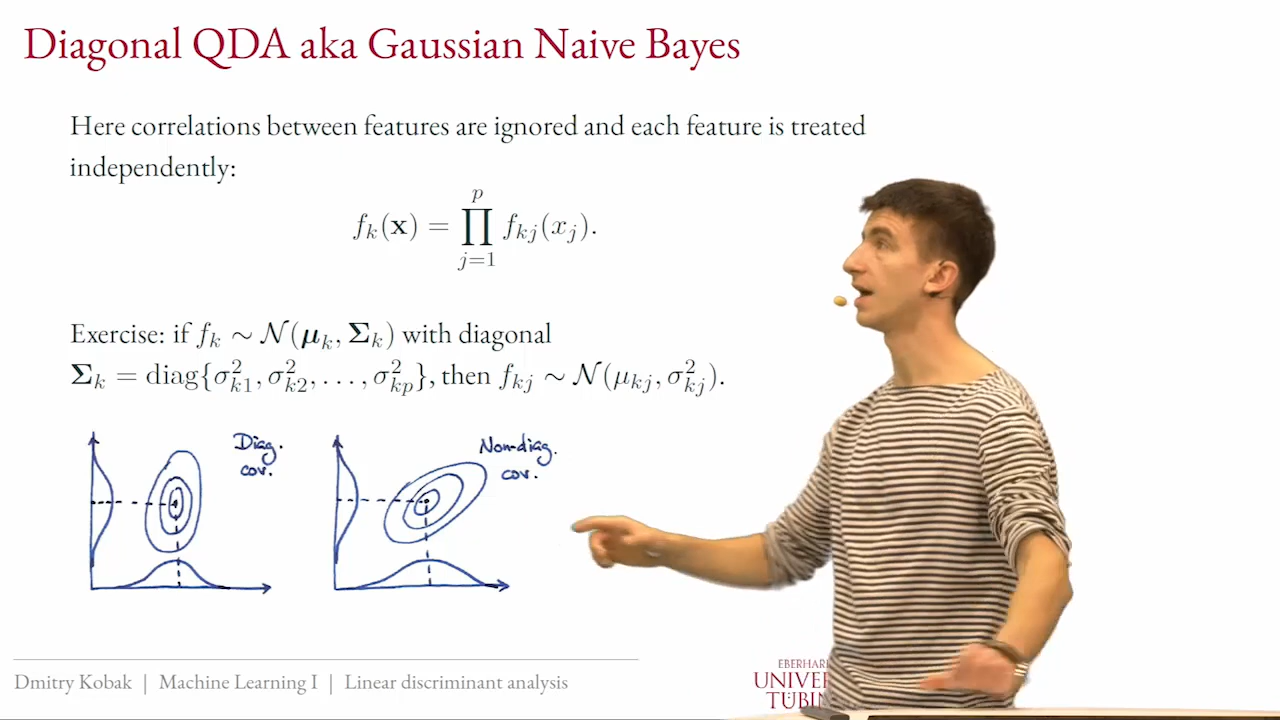 Diagonal QDA aka Gaussian Naive Bayes
Here correlations between features are ignored and each feature is treated
independently:
f_k(𝐱) = ∏_{j=1}^{p} f_{kj}(x_j).
Exercise: if f_k ∼ 𝒩(𝝁_k, 𝚺_k) with diagonal
𝚺_k = diag{σ²_{k1}, σ²_{k2}, . . . , σ²_{kp}}, then f_{kj} ∼ 𝒩(μ_{kj}, σ²_{kj}).
Diag.
cov.
Non-diag.
cov.
Dmitry Kobak | Machine Learning I | Linear discriminant analysis